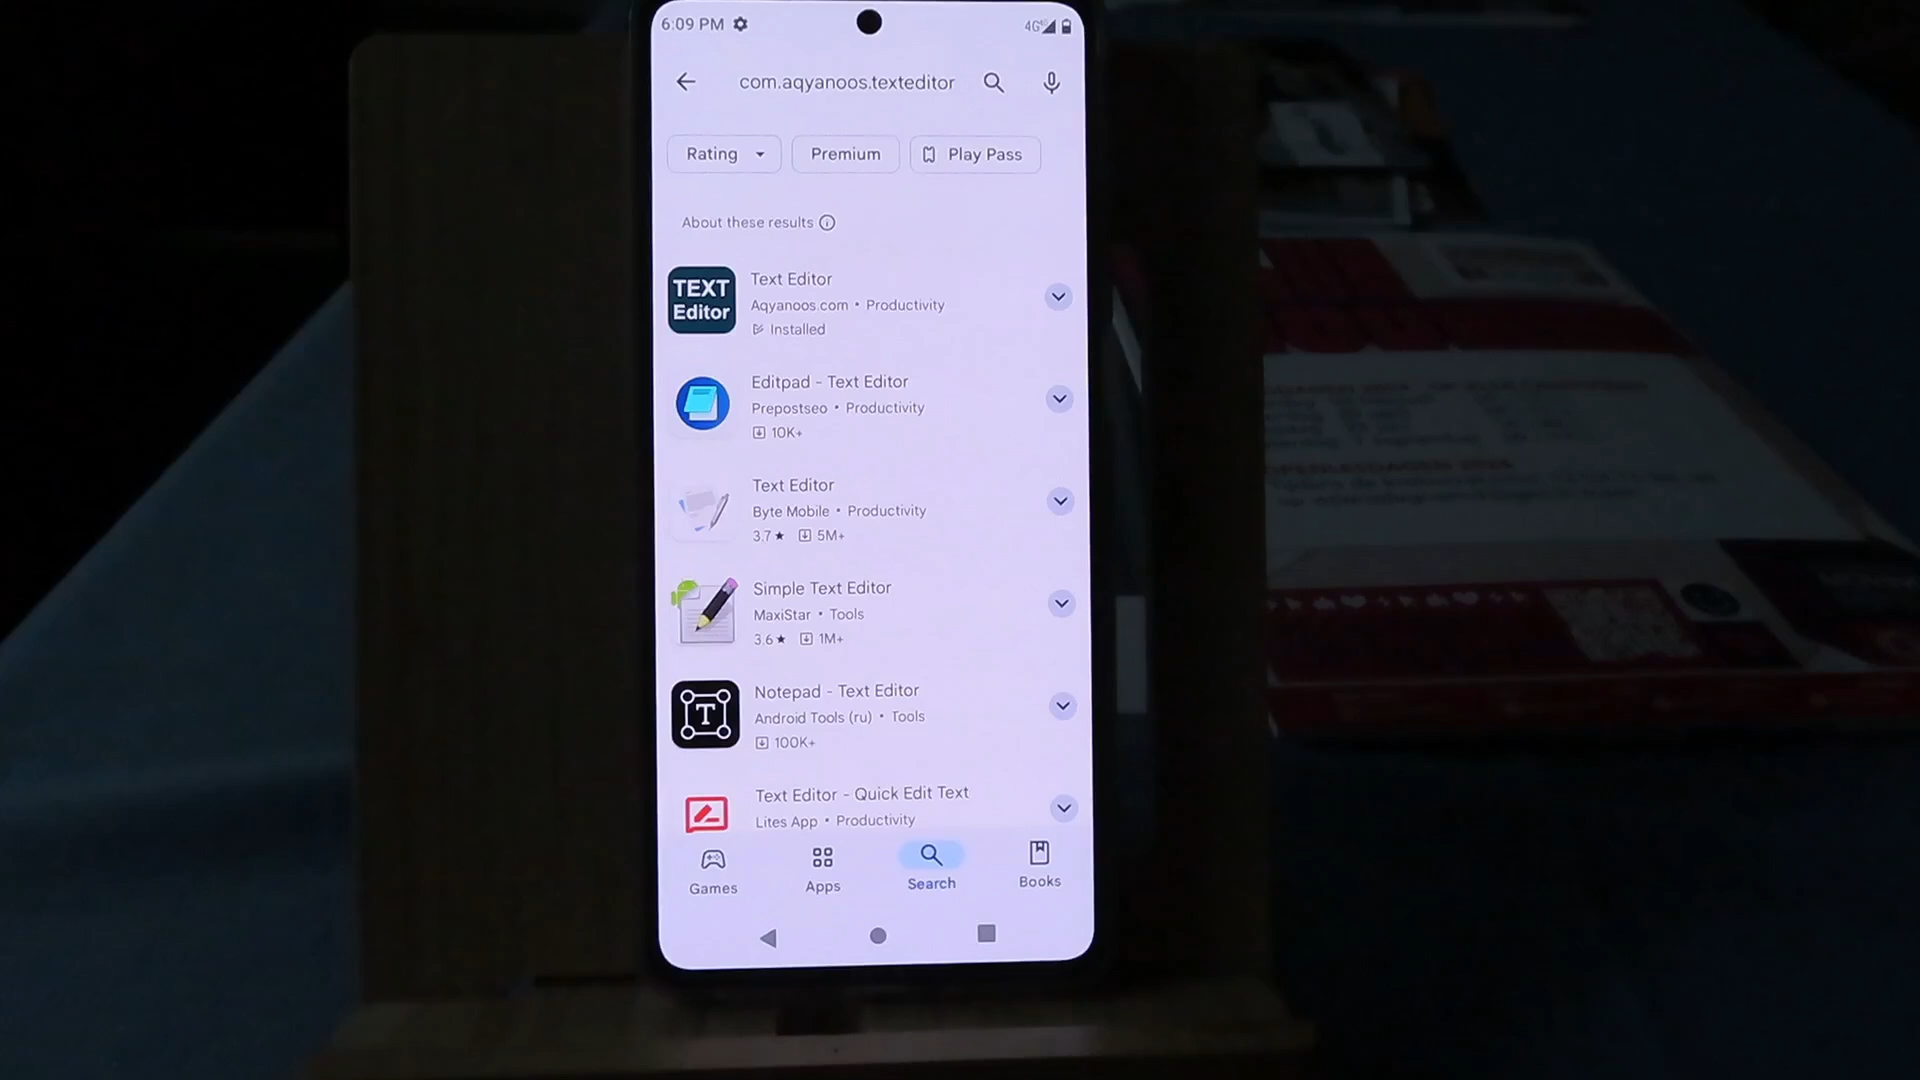 6:09 PM
4G
com.aqyanoos.texteditor
Rating
Premium
Play Pass
About these results
TEXT
Editor
Text Editor
Aqyanoos.com • Productivity
Installed
Editpad - Text Editor
Prepostseo • Productivity
10K+
Text Editor
Byte Mobile • Productivity
3.7★ 5M+
Simple Text Editor
MaxiStar • Tools
3.6★ 1M+
T
Notepad - Text Editor
Android Tools (ru) • Tools
100K+
Text Editor - Quick Edit Text
Lites App • Productivity
Games
Apps
Search
Books